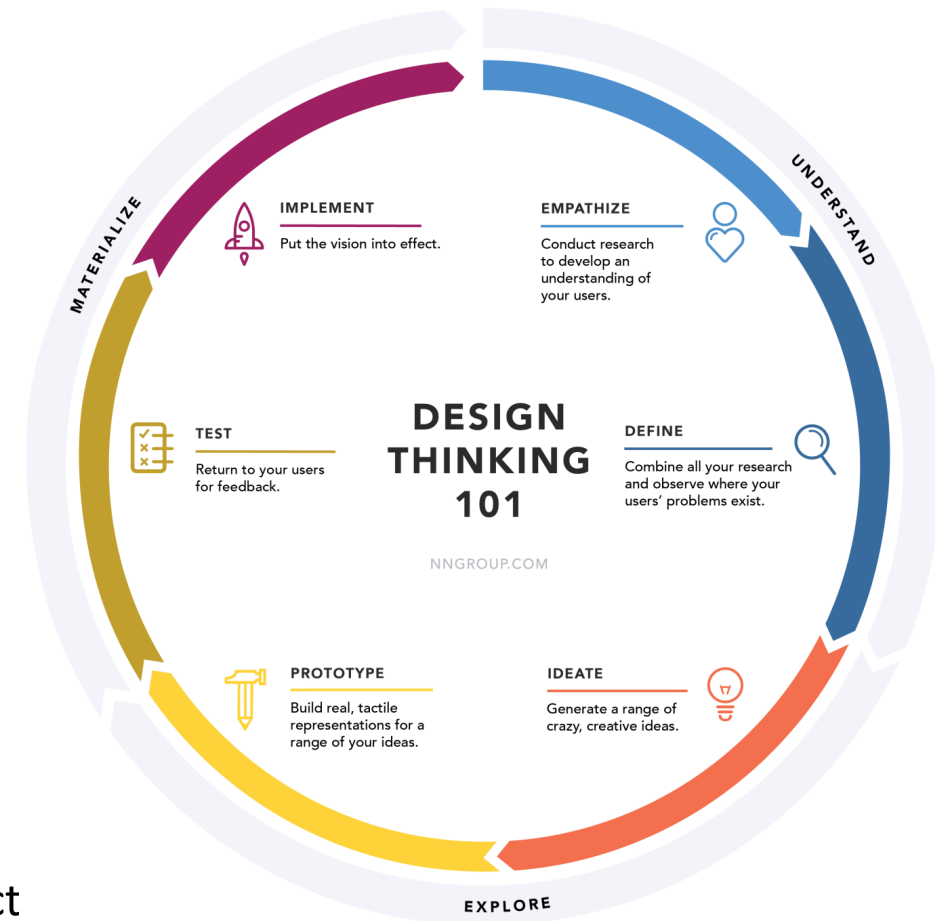 UNDERSTAND
EMPATHIZE
Conduct research
to develop an
understanding of
your users.
DEFINE
Combine all your research
and observe where your
users’ problems exist.
EXPLORE
IDEATE
Generate a range of
crazy, creative ideas.
PROTOTYPE
Build real, tactile
representations for a
range of your ideas.
MATERIALIZE
TEST
Return to your users
for feedback.
IMPLEMENT
Put the vision into effect.
DESIGN
THINKING
101
NNGROUP.COM
ct